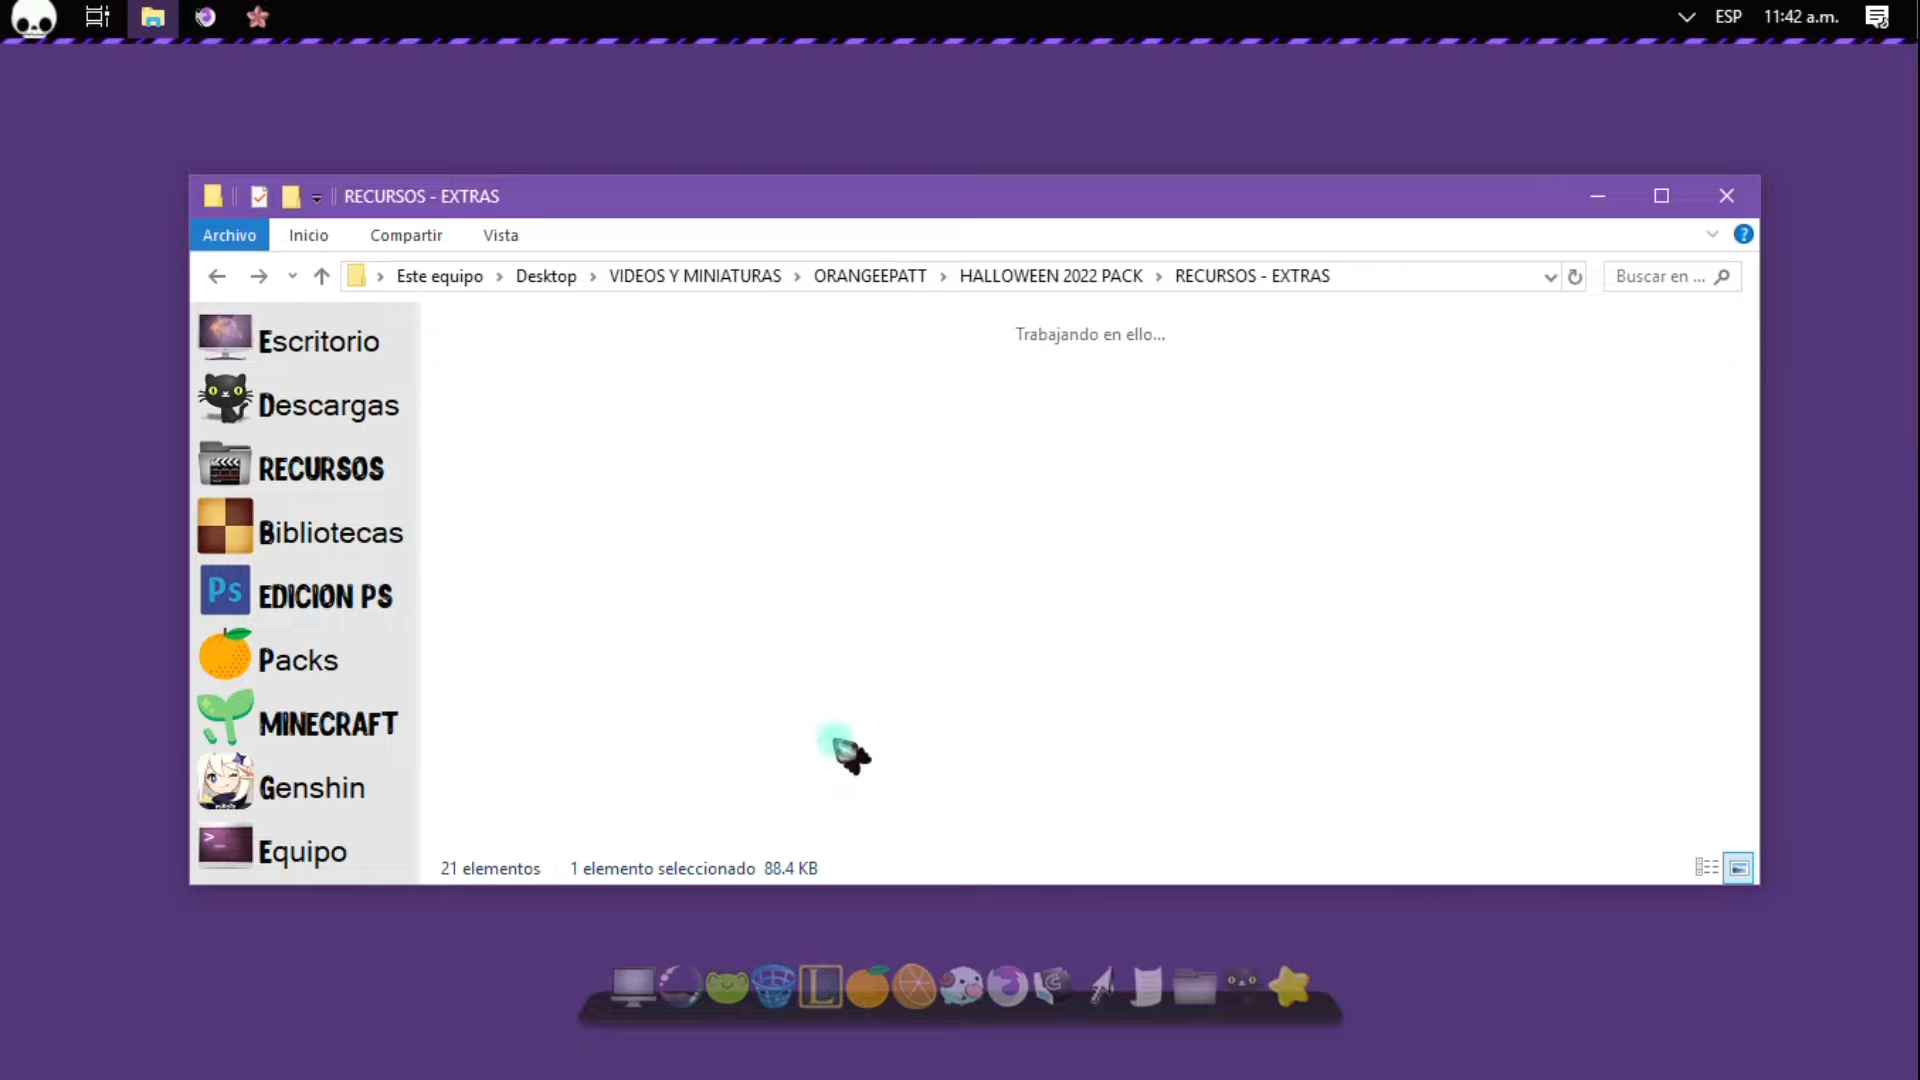 ESP 11:42 a.m.
RECURSOS - EXTRAS
Archivo Inicio Compartir Vista
Este equipo > Desktop > VIDEOS Y MINIATURAS > ORANGEEPATT > HALLOWEEN 2022 PACK > RECURSOS - EXTRAS
Buscar en ...
Trabajando en ello...
Escritorio
Descargas
RECURSOS
Bibliotecas
Ps EDICION PS
Packs
MINECRAFT
Genshin
Equipo
21 elementos 1 elemento seleccionado 88.4 KB
L